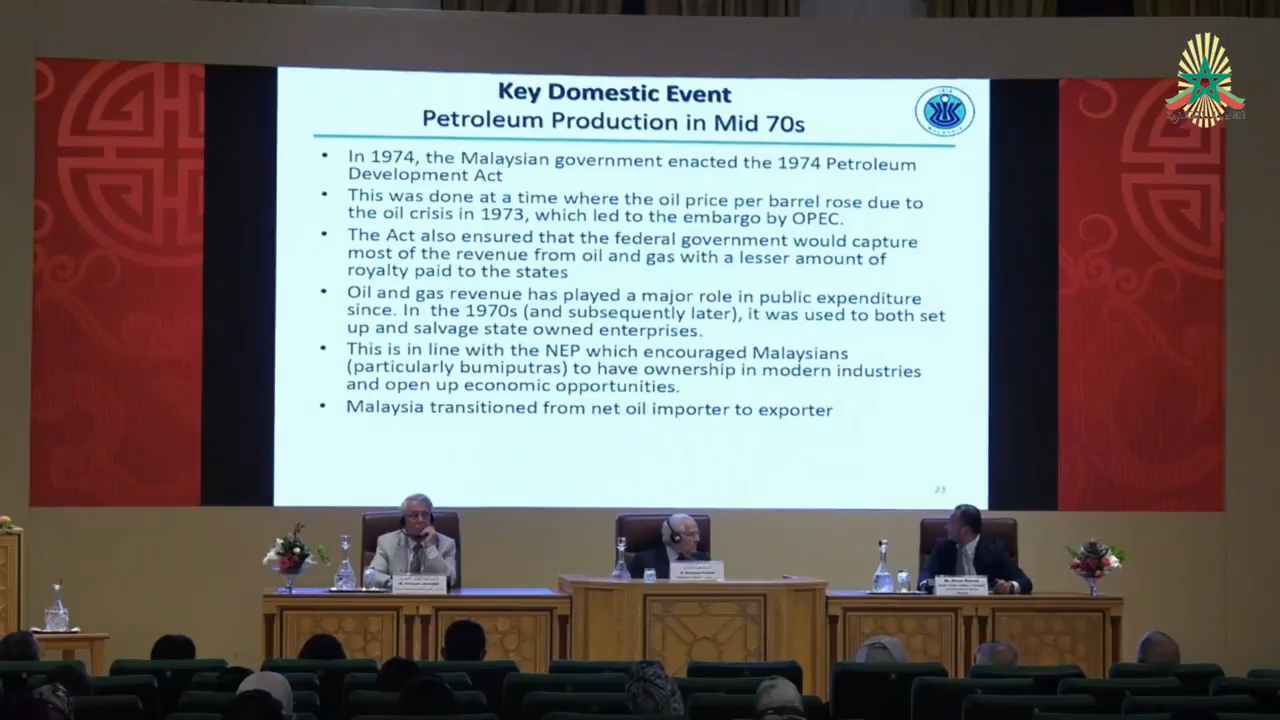 Key Domestic Event
Petroleum Production in Mid 70s
• In 1974, the Malaysian government enacted the 1974 Petroleum
Development Act
• This was done at a time where the oil price per barrel rose due to
the oil crisis in 1973, which led to the embargo by OPEC.
• The Act also ensured that the federal government would capture
most of the revenue from oil and gas with a lesser amount of
royalty paid to the states
• Oil and gas revenue has played a major role in public expenditure
since. In the 1970s (and subsequently later), it was used to both set
up and salvage state owned enterprises.
• This is in line with the NEP which encouraged Malaysians
(particularly bumiputras) to have ownership in modern industries
and open up economic opportunities.
• Malaysia transitioned from net oil importer to exporter
23
ISIS
MALAYSIA